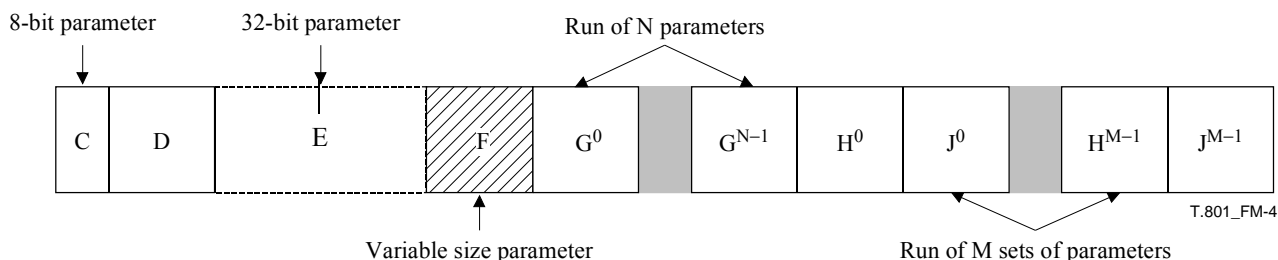 8-bit parameter 32-bit parameter Run of N parameters
C D E F G⁰ Gᴺ⁻¹ H⁰ J⁰ Hᴹ⁻¹ Jᴹ⁻¹
T.801_FM-4
Variable size parameter Run of M sets of parameters